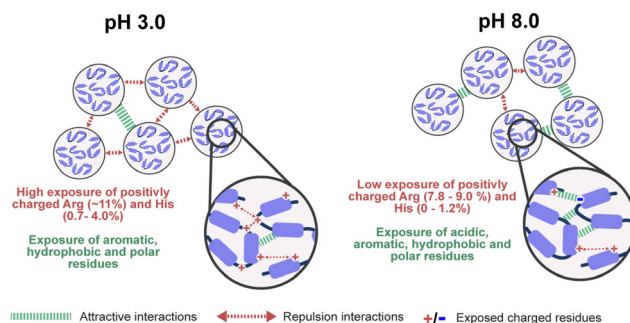 pH 3.0
High exposure of positivly
charged Arg (~11%) and His
(0.7- 4.0%)
Exposure of aromatic,
hydrophobic and polar
residues
pH 8.0
Low exposure of positivly
charged Arg (7.8 - 9.0 %) and
His (0 - 1.2%)
Exposure of acidic,
aromatic, hydrophobic and
polar residues
Attractive interactions
Repulsion interactions
+/- Exposed charged residues